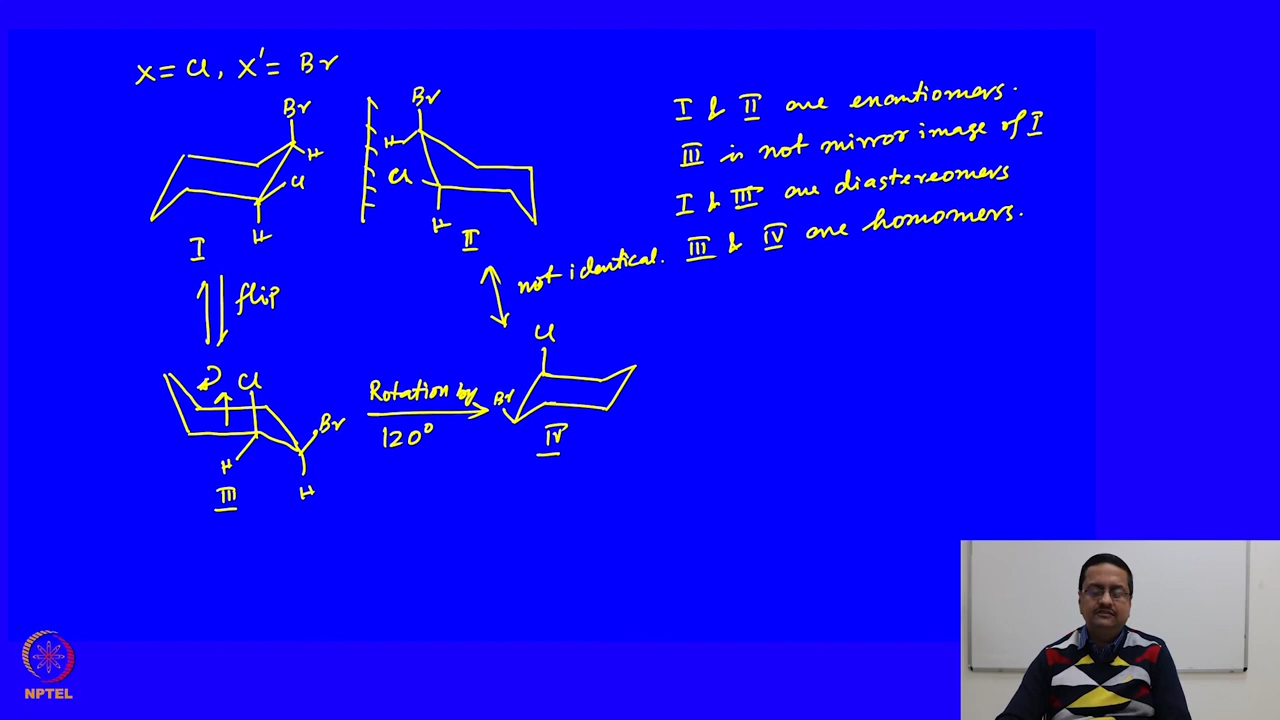 X = Cl, X' = Br
Br
H
Cl
H
I
Br
H
Cl
H
II
I & II are enantiomers.
III is not mirror image of I
I & III are diastereomers
III & IV are homomers.
flip
not identical.
Cl
Br
H
H
III
Rotation by
120°
Cl
Br
IV
NPTEL